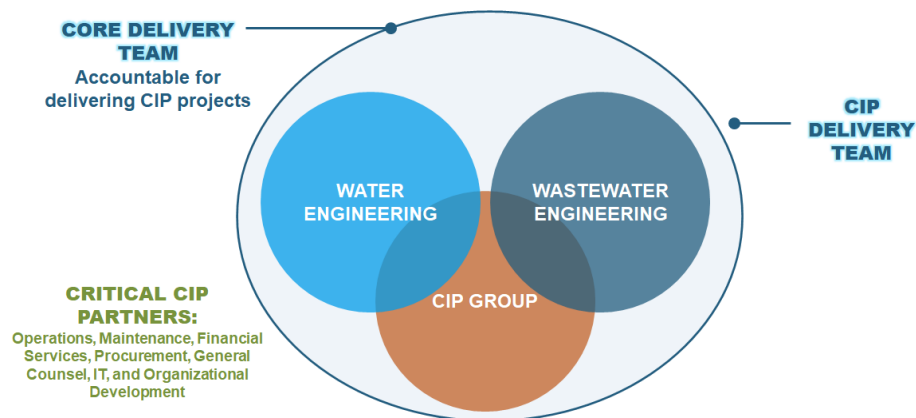 CORE DELIVERY
TEAM
Accountable for
delivering CIP projects
CIP
DELIVERY
TEAM
WATER
ENGINEERING
WASTEWATER
ENGINEERING
CIP GROUP
CRITICAL CIP
PARTNERS:
Operations, Maintenance, Financial
Services, Procurement, General
Counsel, IT, and Organizational
Development